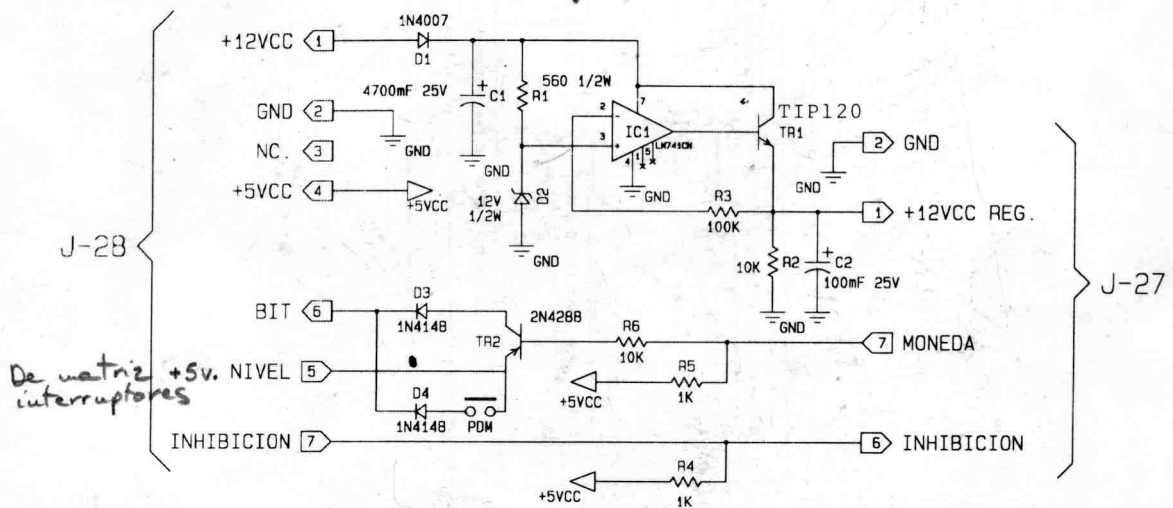 1N4007
+12VCC 1
D1
4700mF 25V
+
C1
560 1/2W
R1
GND 2
GND
NC. 3
+5VCC 4
+5VCC
GND
12V
1/2W
D2
GND
2
3
7
-
+
IC1
LM741CN
4
1
5
GND
TIP120
TR1
2 GND
GND
R3
100K
1 +12VCC REG.
10K
R2
+
C2
100mF 25V
GND
J-28
J-27
BIT 6
D3
1N4148
2N4288
TR2
R6
10K
7 MONEDA
De matriz +5v.
interruptores
NIVEL 5
D4
1N4148
PDM
+5VCC
R5
1K
INHIBICION 7
6 INHIBICION
+5VCC
R4
1K